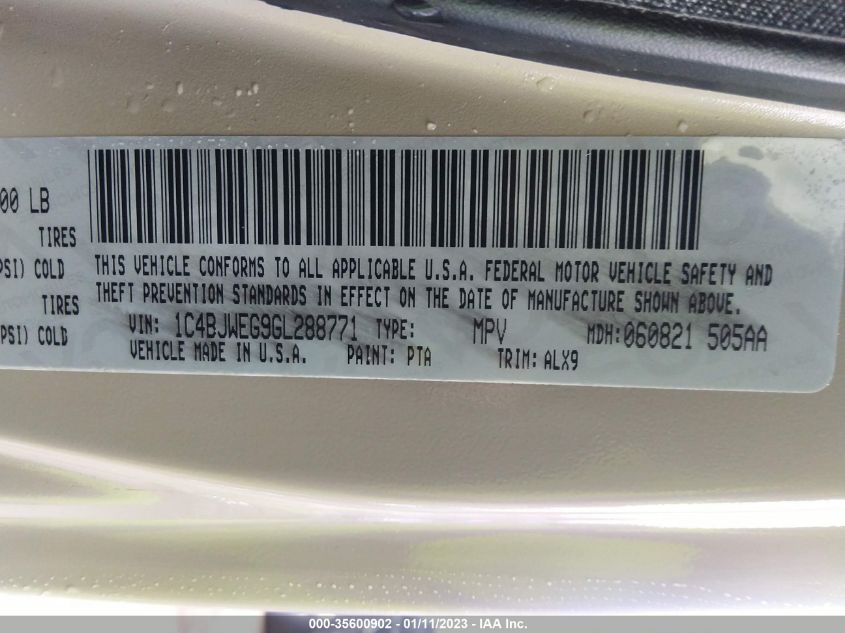 00 LB
TIRES
PSI) COLD
TIRES
PSI) COLD
THIS VEHICLE CONFORMS TO ALL APPLICABLE U.S.A. FEDERAL MOTOR VEHICLE SAFETY AND
THEFT PREVENTION STANDARDS IN EFFECT ON THE DATE OF MANUFACTURE SHOWN ABOVE.
VIN: 1C4BJWEG9GL288771 TYPE: MPV MDH:060821 505AA
VEHICLE MADE IN U.S.A. PAINT: PTA TRIM: ALX9
000-35600902 - 01/11/2023 - IAA Inc.